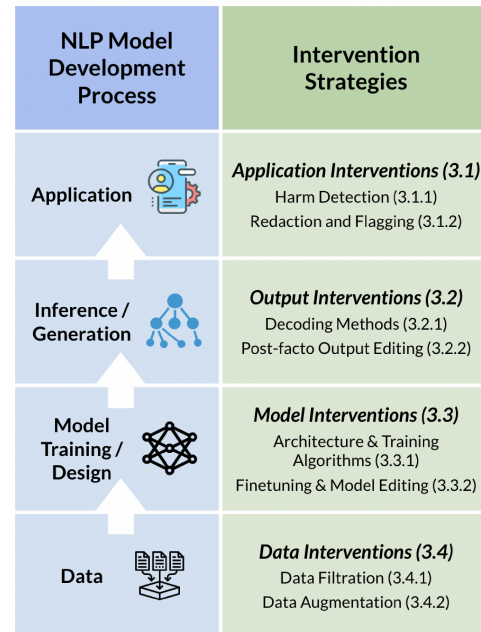 NLP Model
Development
Process
Intervention
Strategies
Application
Application Interventions (3.1)
Harm Detection (3.1.1)
Redaction and Flagging (3.1.2)
Inference /
Generation
Output Interventions (3.2)
Decoding Methods (3.2.1)
Post-facto Output Editing (3.2.2)
Model
Training /
Design
Model Interventions (3.3)
Architecture & Training
Algorithms (3.3.1)
Finetuning & Model Editing (3.3.2)
Data
Data Interventions (3.4)
Data Filtration (3.4.1)
Data Augmentation (3.4.2)